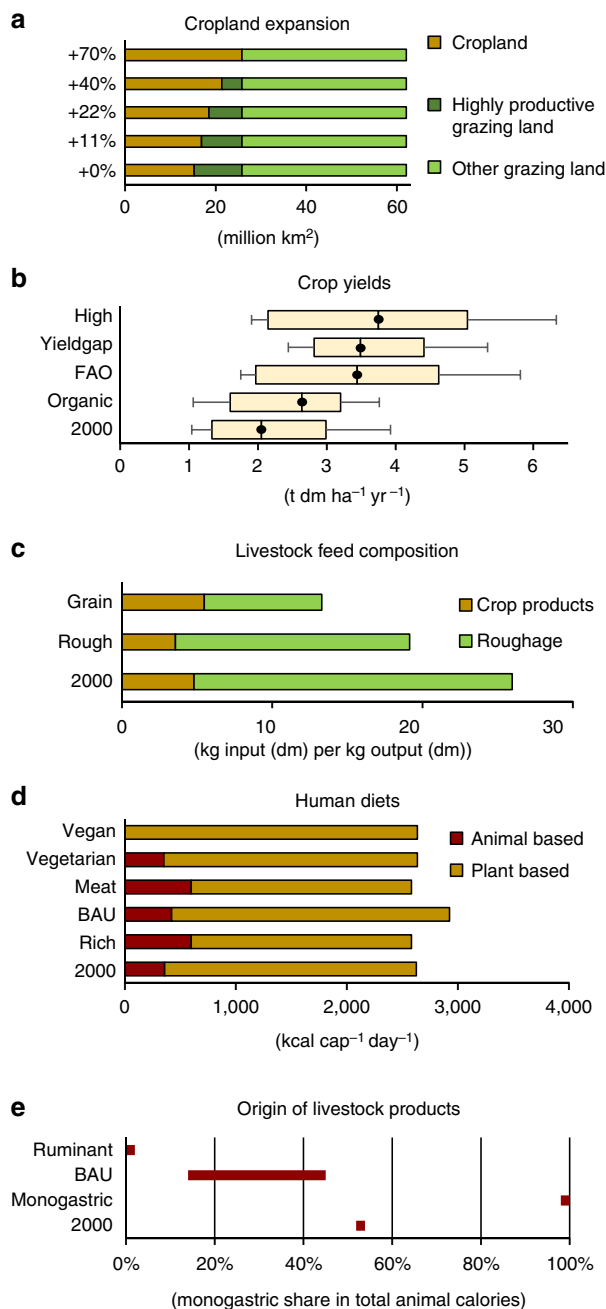 a
Cropland expansion
+70%
+40%
+22%
+11%
+0%
0 20 40 60
(million km²)
Cropland
Highly productive
grazing land
Other grazing land
b
Crop yields
High
Yieldgap
FAO
Organic
2000
0 1 2 3 4 5 6
(t dm ha⁻¹ yr⁻¹)
c
Livestock feed composition
Grain
Rough
2000
Crop products
Roughage
0 10 20 30
(kg input (dm) per kg output (dm))
d
Human diets
Vegan
Vegetarian
Meat
BAU
Rich
2000
Animal based
Plant based
0 1,000 2,000 3,000 4,000
(kcal cap⁻¹ day⁻¹)
e
Origin of livestock products
Ruminant
BAU
Monogastric
2000
0% 20% 40% 60% 80% 100%
(monogastric share in total animal calories)